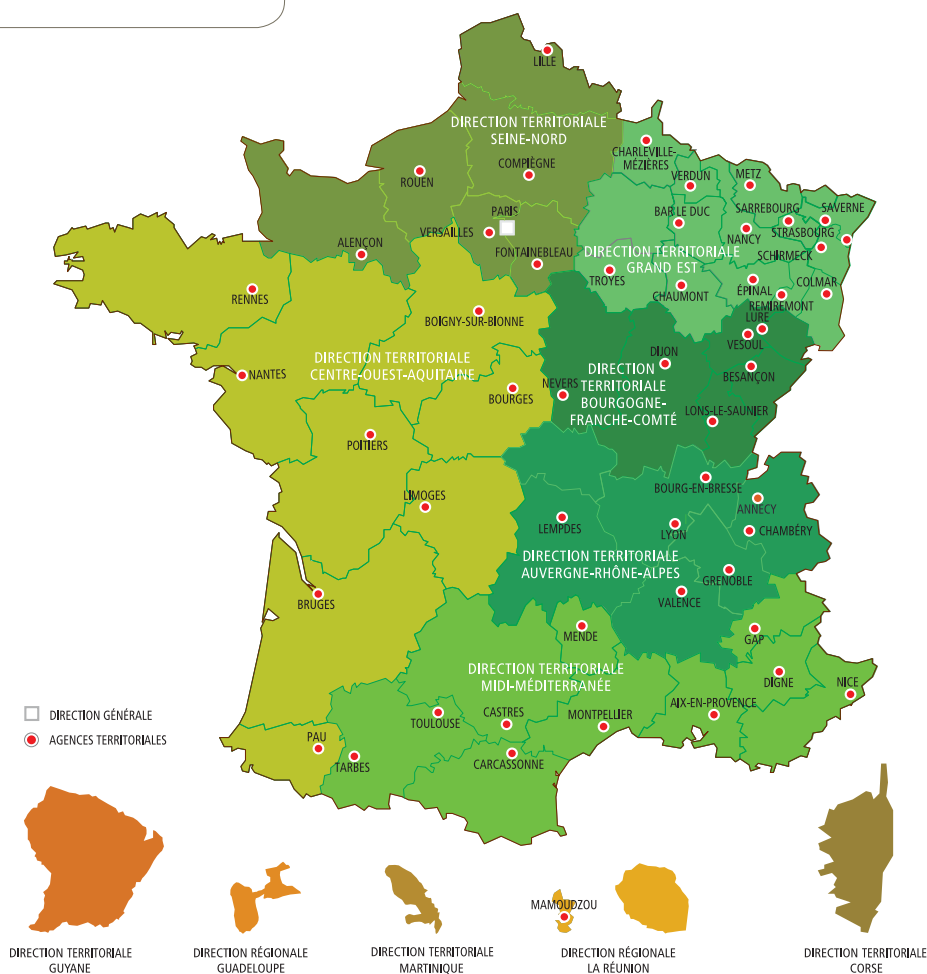 LILLE
DIRECTION TERRITORIALE
SEINE-NORD
CHARLEVILLE-
MÉZIÈRES
COMPIÈGNE
ROUEN
VERDUN
METZ
PARIS
BAR LE DUC
SARREBOURG
SAVERNE
VERSAILLES
STRASBOURG
NANCY
ALENÇON
FONTAINEBLEAU
DIRECTION TERRITORIALE
GRAND EST
SCHIRMECK
TROYES
CHAUMONT
ÉPINAL
COLMAR
RENNES
REMIREMONT
BOIGNY-SUR-BIONNE
LURE
VESOUL
DIJON
DIRECTION TERRITORIALE
CENTRE-OUEST-AQUITAINE
NANTES
BOURGES
NEVERS
DIRECTION
TERRITORIALE
BOURGOGNE-
FRANCHE-COMTÉ
BESANÇON
LONS-LE-SAUNIER
POITIERS
LIMOGES
BOURG-EN-BRESSE
ANNECY
LEMPDES
LYON
CHAMBÉRY
DIRECTION TERRITORIALE
AUVERGNE-RHÔNE-ALPES
GRENOBLE
BRUGES
VALENCE
MENDE
GAP
DIRECTION TERRITORIALE
MIDI-MÉDITERRANÉE
DIGNE
NICE
AIX-EN-PROVENCE
TOULOUSE
CASTRES
MONTPELLIER
PAU
TARBES
CARCASSONNE
DIRECTION GÉNÉRALE
AGENCES TERRITORIALES
MAMOUDZOU
DIRECTION TERRITORIALE
GUYANE
DIRECTION RÉGIONALE
GUADELOUPE
DIRECTION TERRITORIALE
MARTINIQUE
DIRECTION RÉGIONALE
LA RÉUNION
DIRECTION TERRITORIALE
CORSE